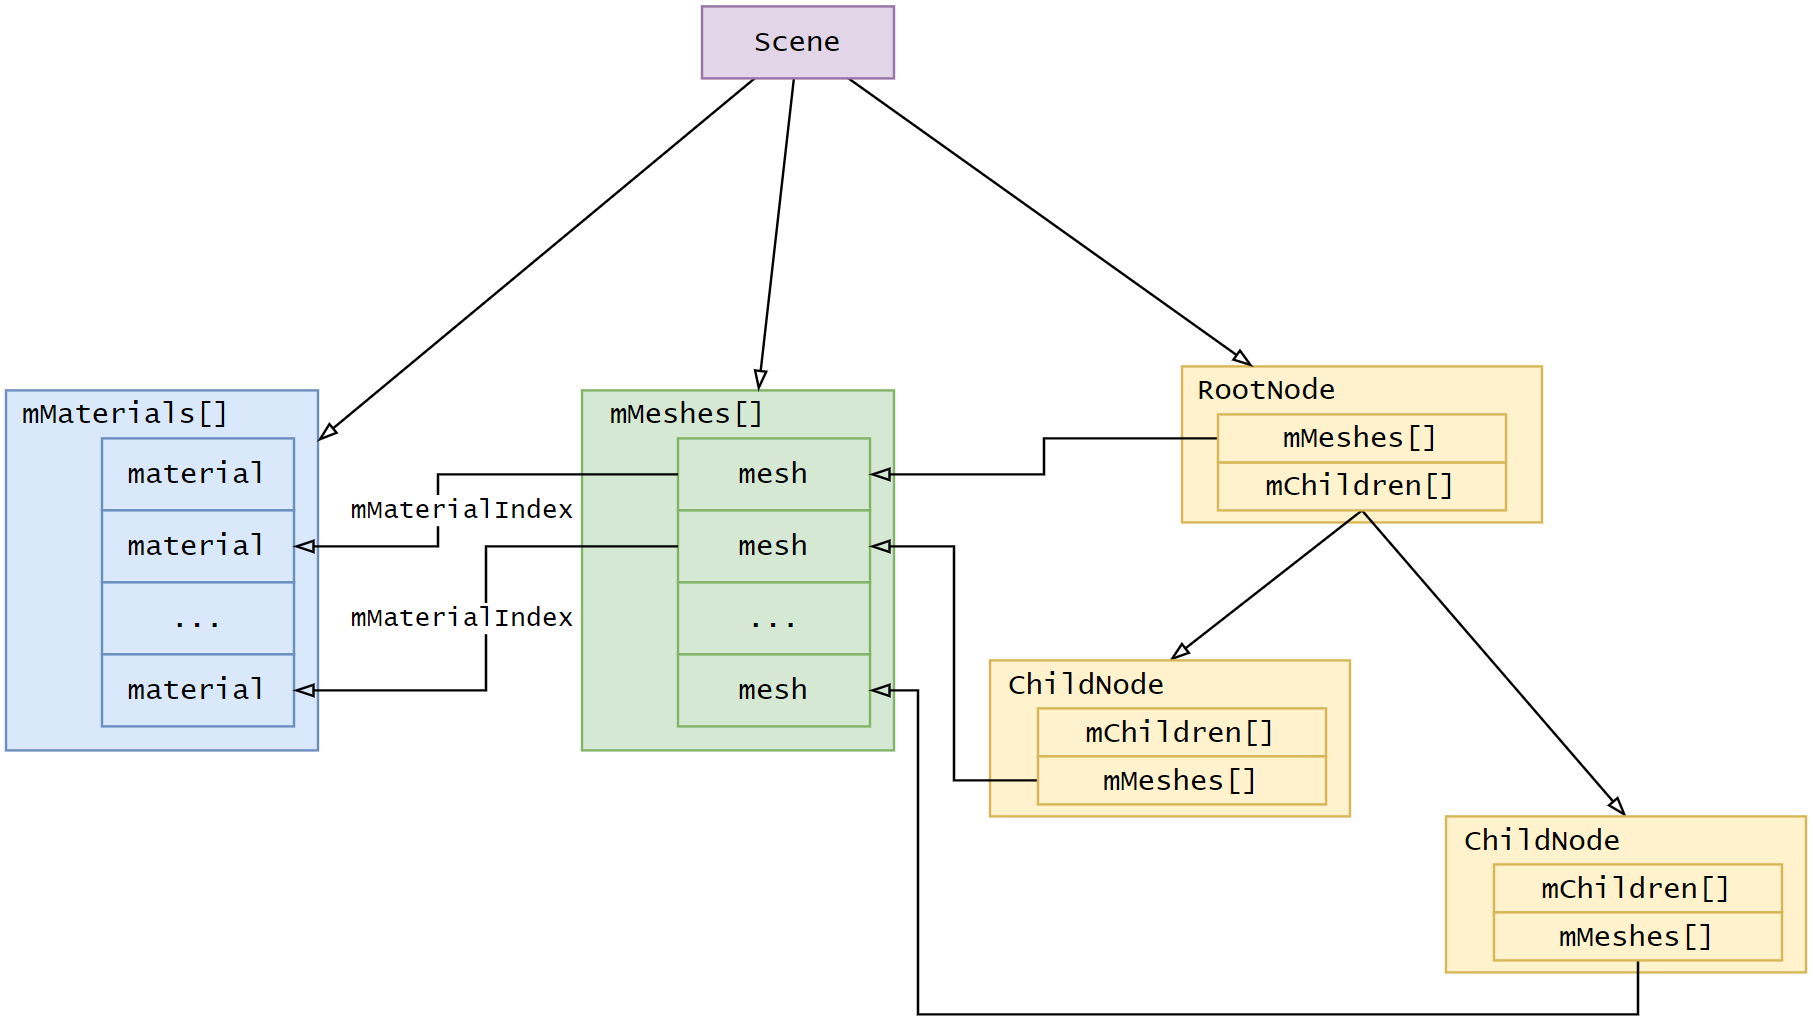 Scene
mMaterials[]
material
material
...
material
mMaterialIndex
mMaterialIndex
mMeshes[]
mesh
mesh
...
mesh
RootNode
mMeshes[]
mChildren[]
ChildNode
mChildren[]
mMeshes[]
ChildNode
mChildren[]
mMeshes[]